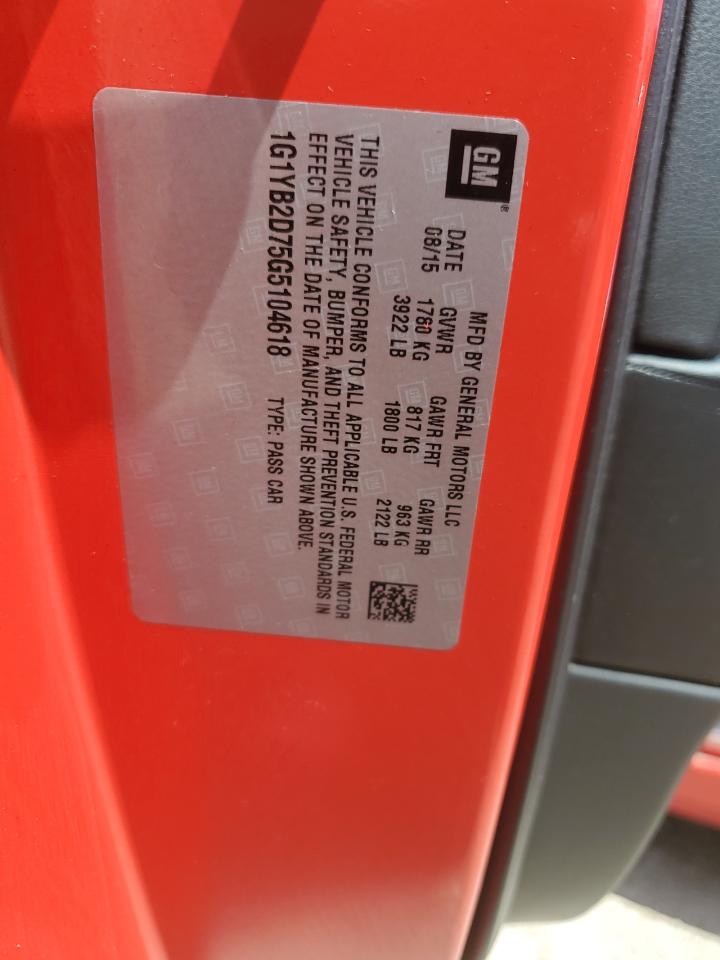 GM®
MFD BY GENERAL MOTORS LLC
DATE GVWR GAWR FRT GAWR RR
08/15 1780 KG 817 KG 963 KG
3922 LB 1800 LB 2122 LB
THIS VEHICLE CONFORMS TO ALL APPLICABLE U.S. FEDERAL MOTOR
VEHICLE SAFETY, BUMPER, AND THEFT PREVENTION STANDARDS IN
EFFECT ON THE DATE OF MANUFACTURE SHOWN ABOVE.
1G1YB2D75G5104618 TYPE: PASS CAR